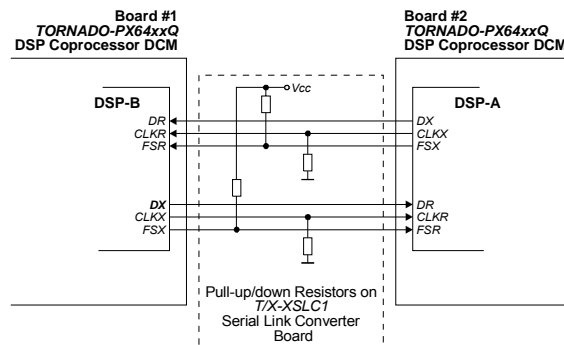 Board #1
TORNADO-PX64xxQ
DSP Coprocessor DCM
Board #2
TORNADO-PX64xxQ
DSP Coprocessor DCM
Vcc
DSP-B
DSP-A
DR
DX
CLKR
CLKX
FSR
FSX
DX
DR
CLKX
CLKR
FSX
FSR
Pull-up/down Resistors on
T/X-XSLC1
Serial Link Converter
Board